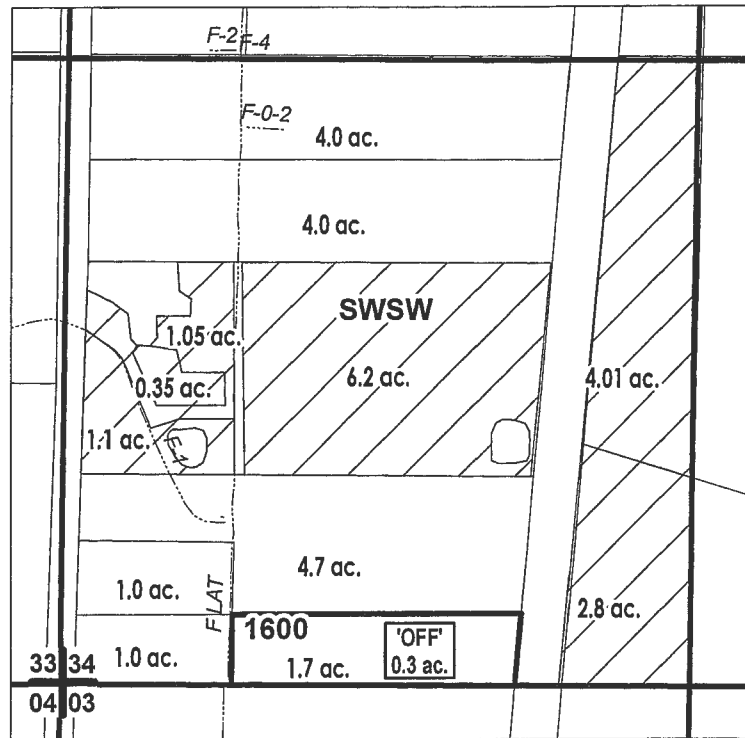 F-2 F-4
F-0-2
4.0 ac.
4.0 ac.
SWSW
1.05 ac.
6.2 ac.
4.01 ac.
0.35 ac.
1.1 ac.
F-1
4.7 ac.
1.0 ac.
F LAT
2.8 ac.
1600
'OFF'
0.3 ac.
1.0 ac.
1.7 ac.
33 34
04 03